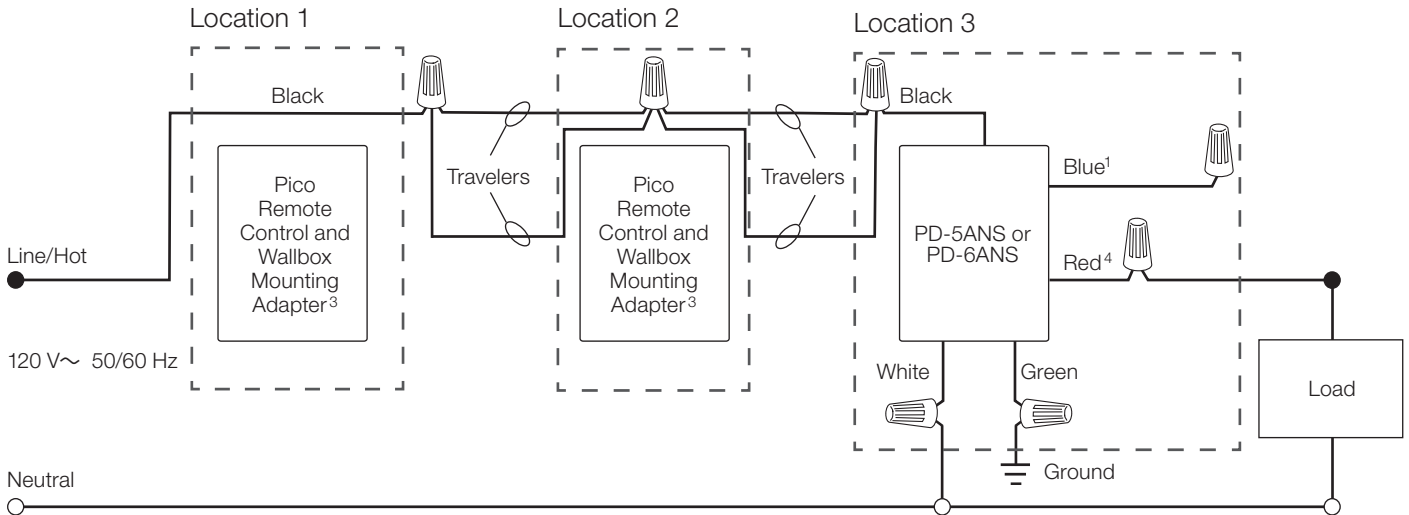 Location 1
Location 2
Location 3
Black
Black
Travelers
Travelers
Pico
Remote
Control and
Wallbox
Mounting
Adapter³
Pico
Remote
Control and
Wallbox
Mounting
Adapter³
PD-5ANS or
PD-6ANS
Blue¹
Red⁴
Line/Hot
120 V~ 50/60 Hz
White
Green
Load
Ground
Neutral